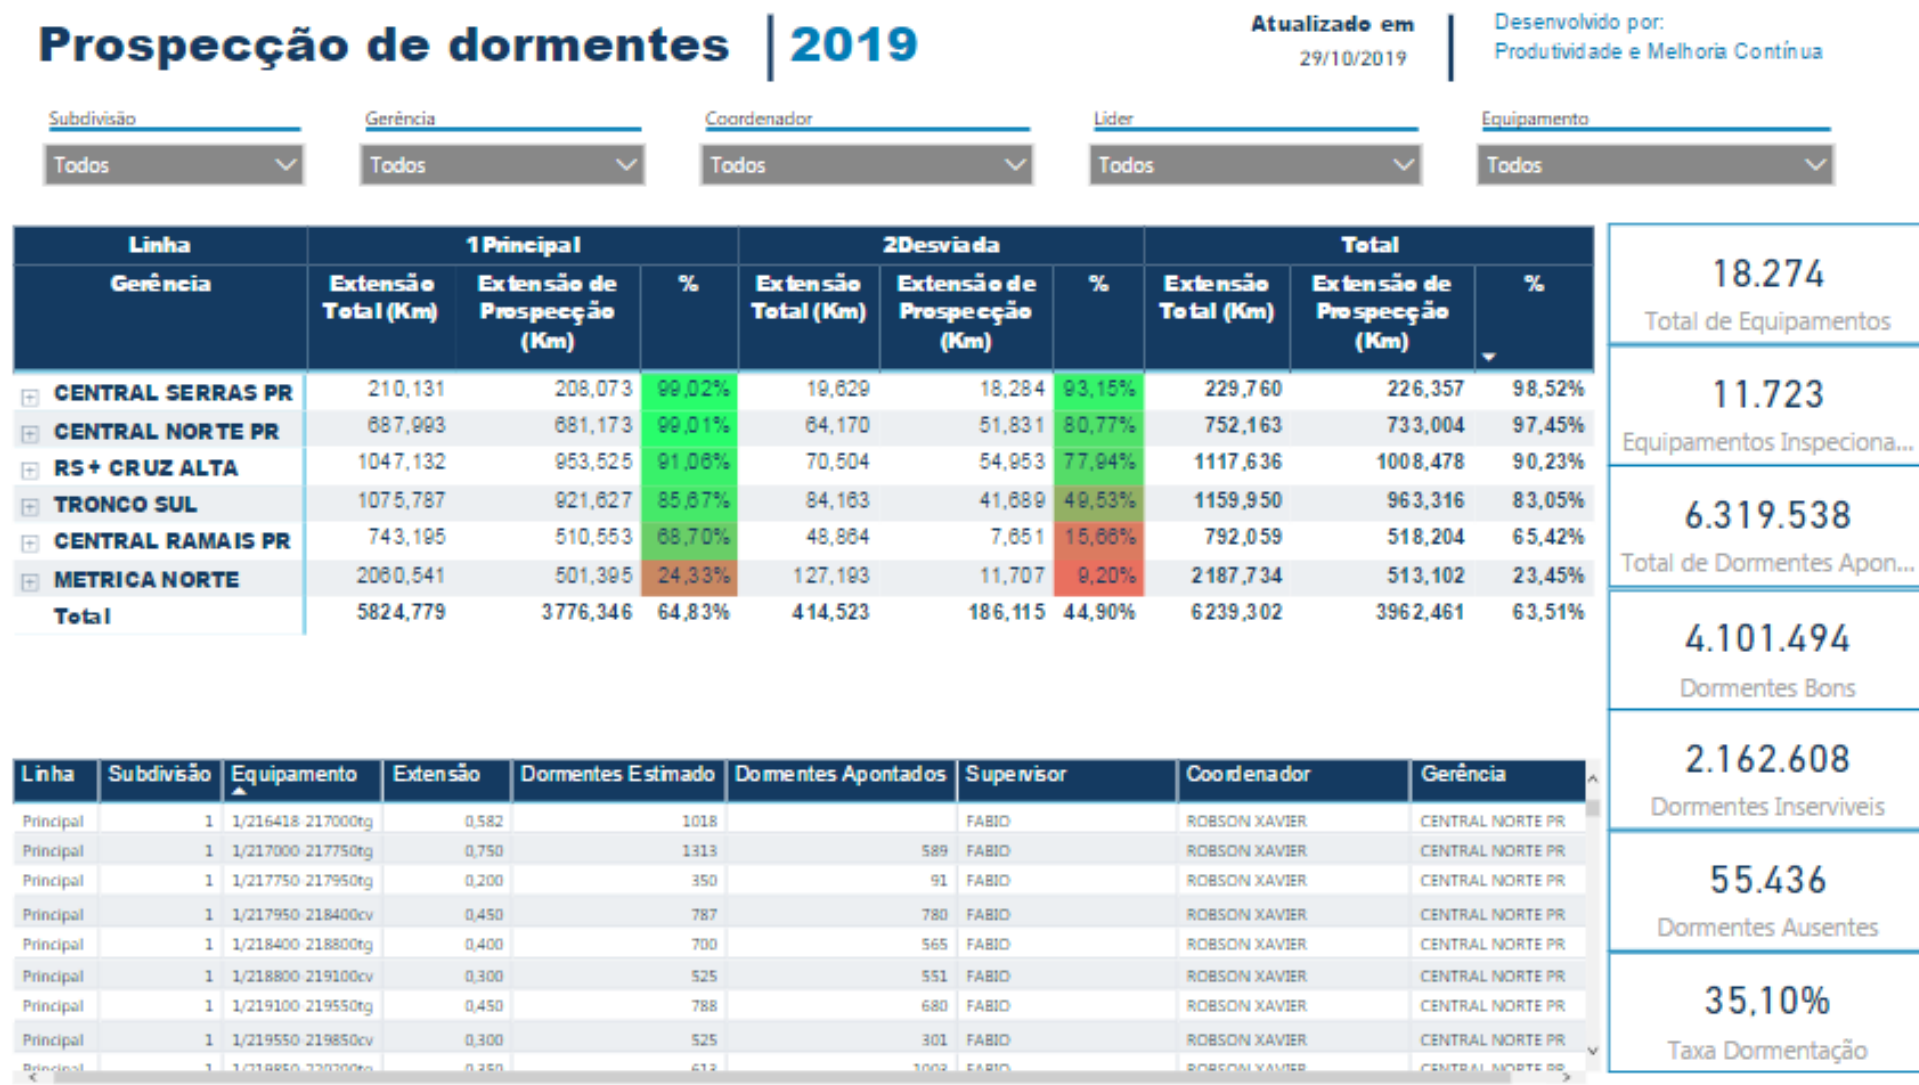 Prospecção de dormentes | 2019
Atualizado em
29/10/2019
Desenvolvido por:
Produtividade e Melhoria Contínua
Subdivisão Gerência Coordenador Lider Equipamento
Todos Todos Todos Todos Todos
Linha 1Principal 2Desviada Total
Gerência Extensão Total (Km) Extensão de Prospecção (Km) % Extensão Total (Km) Extensão de Prospecção (Km) % Extensão Total (Km) Extensão de Prospecção (Km) %
CENTRAL SERRAS PR 210,131 208,073 99,02% 19,629 18,284 93,15% 229,760 226,357 98,52%
CENTRAL NORTE PR 687,993 681,173 99,01% 64,170 51,831 80,77% 752,163 733,004 97,45%
RS + CRUZ ALTA 1047,132 953,525 91,06% 70,504 54,953 77,94% 1117,636 1008,478 90,23%
TRONCO SUL 1075,787 921,627 85,67% 84,163 41,689 49,53% 1159,950 963,316 83,05%
CENTRAL RAMAIS PR 743,195 510,553 68,70% 48,864 7,651 15,66% 792,059 518,204 65,42%
METRICA NORTE 2060,541 501,395 24,33% 127,193 11,707 9,20% 2187,734 513,102 23,45%
Total 5824,779 3776,346 64,83% 414,523 186,115 44,90% 6239,302 3962,461 63,51%
18.274
Total de Equipamentos
11.723
Equipamentos Inspeciona...
6.319.538
Total de Dormentes Apon...
4.101.494
Dormentes Bons
2.162.608
Dormentes Inserviveis
55.436
Dormentes Ausentes
35,10%
Taxa Dormentação
Linha Subdivisão Equipamento Extensão Dormentes Estimado Dormentes Apontados Supervisor Coordenador Gerência
Principal 1 1/216418-217000tg 0,582 1018 FABIO ROBSON XAVIER CENTRAL NORTE PR
Principal 1 1/217000-217750tg 0,750 1313 589 FABIO ROBSON XAVIER CENTRAL NORTE PR
Principal 1 1/217750-217950tg 0,200 350 91 FABIO ROBSON XAVIER CENTRAL NORTE PR
Principal 1 1/217950-218400cv 0,450 787 780 FABIO ROBSON XAVIER CENTRAL NORTE PR
Principal 1 1/218400-218800tg 0,400 700 565 FABIO ROBSON XAVIER CENTRAL NORTE PR
Principal 1 1/218800-219100cv 0,300 525 551 FABIO ROBSON XAVIER CENTRAL NORTE PR
Principal 1 1/219100-219550tg 0,450 788 680 FABIO ROBSON XAVIER CENTRAL NORTE PR
Principal 1 1/219550-219850cv 0,300 525 301 FABIO ROBSON XAVIER CENTRAL NORTE PR
Principal 1 1/219850-220200tg 0,350 613 1003 FABIO ROBSON XAVIER CENTRAL NORTE PR